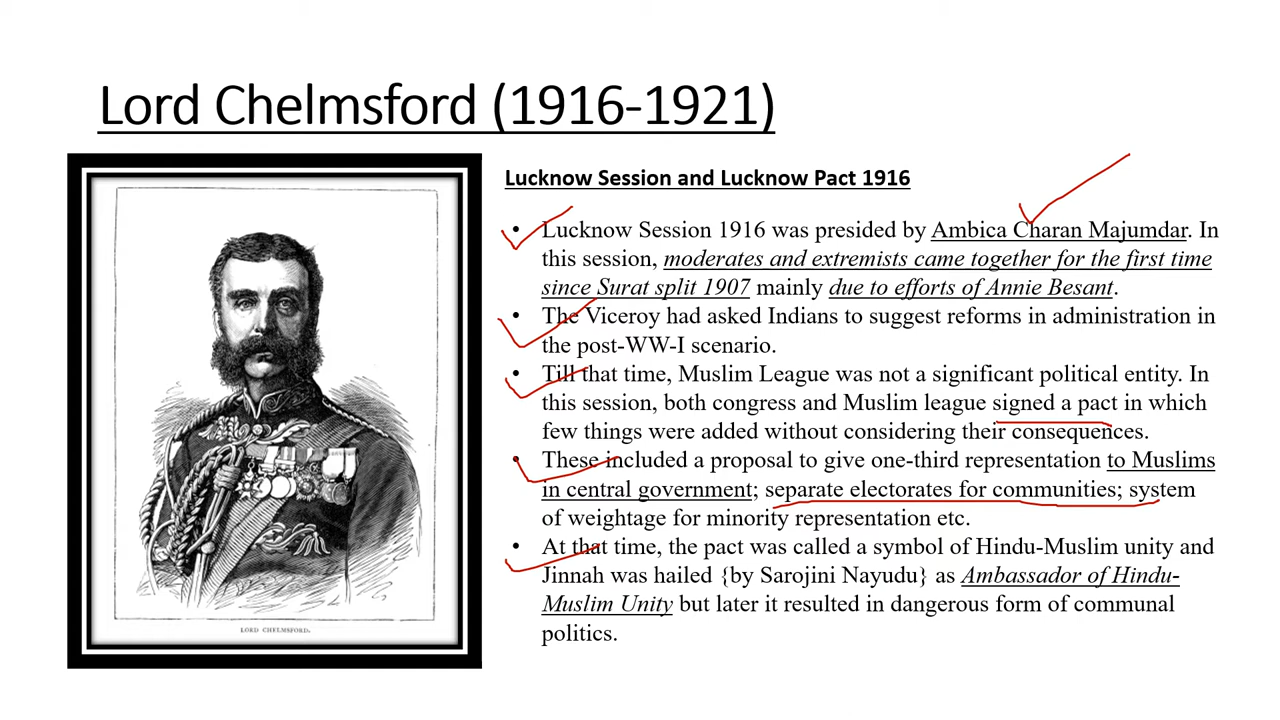 Lord Chelmsford (1916-1921)
Lucknow Session and Lucknow Pact 1916
• Lucknow Session 1916 was presided by Ambica Charan Majumdar. In
this session, moderates and extremists came together for the first time
since Surat split 1907 mainly due to efforts of Annie Besant.
• The Viceroy had asked Indians to suggest reforms in administration in
the post-WW-I scenario.
• Till that time, Muslim League was not a significant political entity. In
this session, both congress and Muslim league signed a pact in which
few things were added without considering their consequences.
• These included a proposal to give one-third representation to Muslims
in central government; separate electorates for communities; system
of weightage for minority representation etc.
• At that time, the pact was called a symbol of Hindu-Muslim unity and
Jinnah was hailed {by Sarojini Nayudu} as Ambassador of Hindu-
Muslim Unity but later it resulted in dangerous form of communal
politics.
LORD CHELMSFORD.